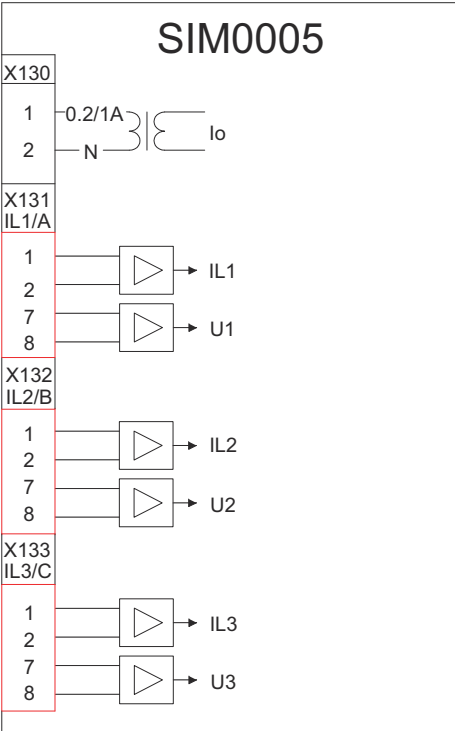 SIM0005
X130
1 0.2/1A
Io
2 N
X131
IL1/A
1
IL1
2
7
U1
8
X132
IL2/B
1
IL2
2
7
U2
8
X133
IL3/C
1
IL3
2
7
U3
8